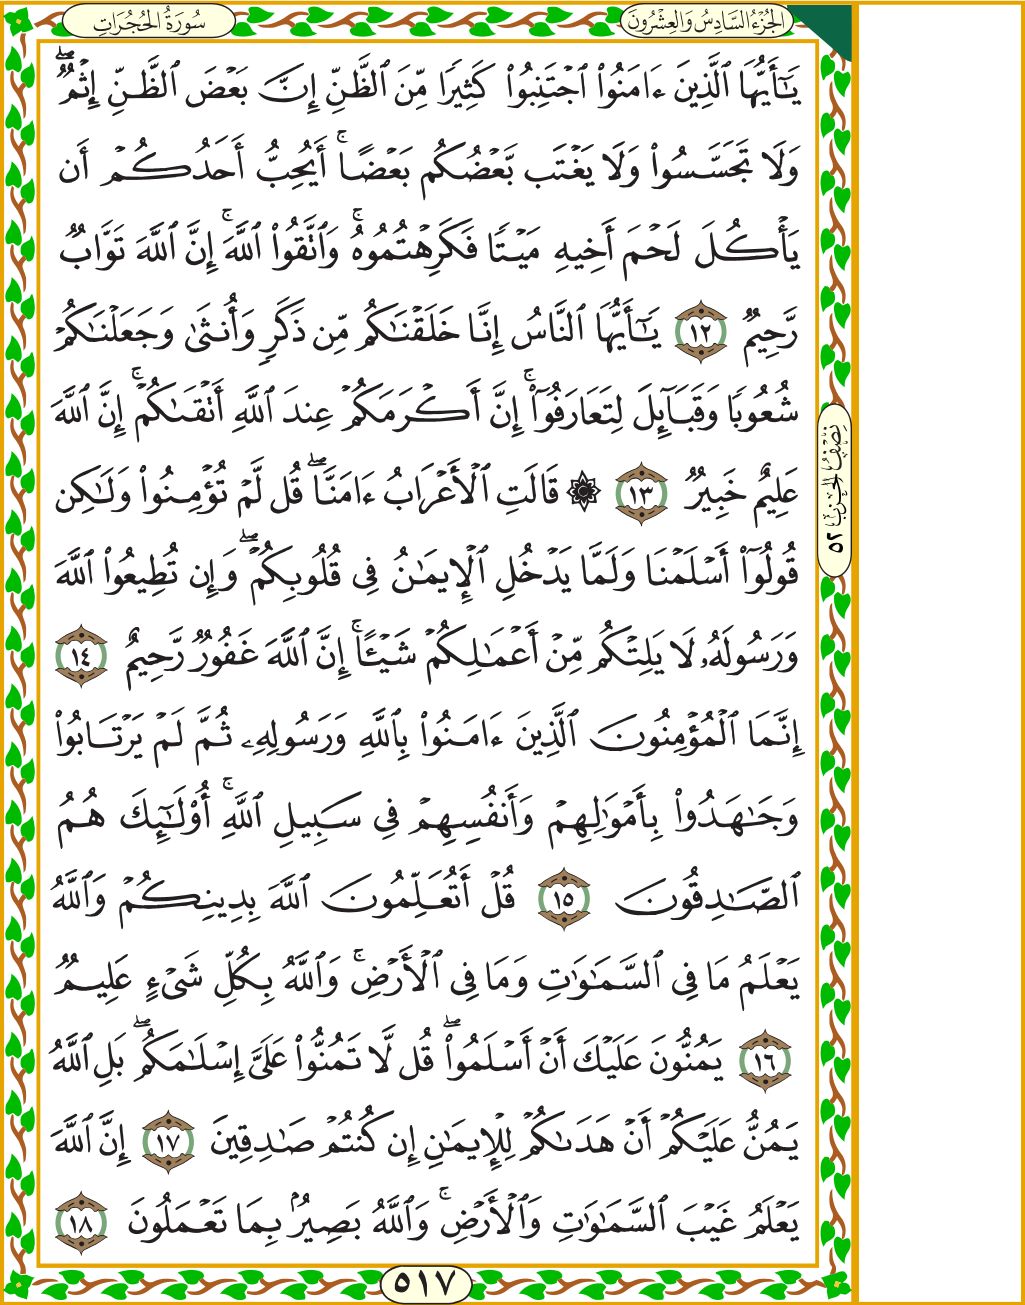 الجُزْءُ السَّادِسُ وَالعِشْرُونَ
سُورَةُ الحُجُرَاتِ
يَـٰٓأَيُّهَا ٱلَّذِينَ ءَامَنُوا۟ ٱجْتَنِبُوا۟ كَثِيرًا مِّنَ ٱلظَّنِّ إِنَّ بَعْضَ ٱلظَّنِّ إِثْمٌ ۖ
وَلَا تَجَسَّسُوا۟ وَلَا يَغْتَب بَّعْضُكُم بَعْضًا ۚ أَيُحِبُّ أَحَدُكُمْ أَن
يَأْكُلَ لَحْمَ أَخِيهِ مَيْتًا فَكَرِهْتُمُوهُ ۚ وَٱتَّقُوا۟ ٱللَّهَ ۚ إِنَّ ٱللَّهَ تَوَّابٌ
رَّحِيمٌ ١٢ يَـٰٓأَيُّهَا ٱلنَّاسُ إِنَّا خَلَقْنَـٰكُم مِّن ذَكَرٍ وَأُنثَىٰ وَجَعَلْنَـٰكُمْ
شُعُوبًا وَقَبَآئِلَ لِتَعَارَفُوٓا۟ ۚ إِنَّ أَكْرَمَكُمْ عِندَ ٱللَّهِ أَتْقَىٰكُمْ ۚ إِنَّ ٱللَّهَ
عَلِيمٌ خَبِيرٌ ١٣ ۞ قَالَتِ ٱلْأَعْرَابُ ءَامَنَّا ۖ قُل لَّمْ تُؤْمِنُوا۟ وَلَـٰكِن
قُولُوٓا۟ أَسْلَمْنَا وَلَمَّا يَدْخُلِ ٱلْإِيمَـٰنُ فِى قُلُوبِكُمْ ۖ وَإِن تُطِيعُوا۟ ٱللَّهَ
وَرَسُولَهُۥ لَا يَلِتْكُم مِّنْ أَعْمَـٰلِكُمْ شَيْـًٔا ۚ إِنَّ ٱللَّهَ غَفُورٌ رَّحِيمٌ ١٤
إِنَّمَا ٱلْمُؤْمِنُونَ ٱلَّذِينَ ءَامَنُوا۟ بِٱللَّهِ وَرَسُولِهِۦ ثُمَّ لَمْ يَرْتَابُوا۟
وَجَـٰهَدُوا۟ بِأَمْوَٰلِهِمْ وَأَنفُسِهِمْ فِى سَبِيلِ ٱللَّهِ ۚ أُو۟لَـٰٓئِكَ هُمُ
ٱلصَّـٰدِقُونَ ١٥ قُلْ أَتُعَلِّمُونَ ٱللَّهَ بِدِينِكُمْ وَٱللَّهُ
يَعْلَمُ مَا فِى ٱلسَّمَـٰوَٰتِ وَمَا فِى ٱلْأَرْضِ ۚ وَٱللَّهُ بِكُلِّ شَىْءٍ عَلِيمٌ
١٦ يَمُنُّونَ عَلَيْكَ أَنْ أَسْلَمُوا۟ ۖ قُل لَّا تَمُنُّوا۟ عَلَىَّ إِسْلَـٰمَكُم ۖ بَلِ ٱللَّهُ
يَمُنُّ عَلَيْكُمْ أَنْ هَدَىٰكُمْ لِلْإِيمَـٰنِ إِن كُنتُمْ صَـٰدِقِينَ ١٧ إِنَّ ٱللَّهَ
يَعْلَمُ غَيْبَ ٱلسَّمَـٰوَٰتِ وَٱلْأَرْضِ ۚ وَٱللَّهُ بَصِيرٌۢ بِمَا تَعْمَلُونَ ١٨
نِصْفُ الحِزْبِ ٥٢
٥١٧